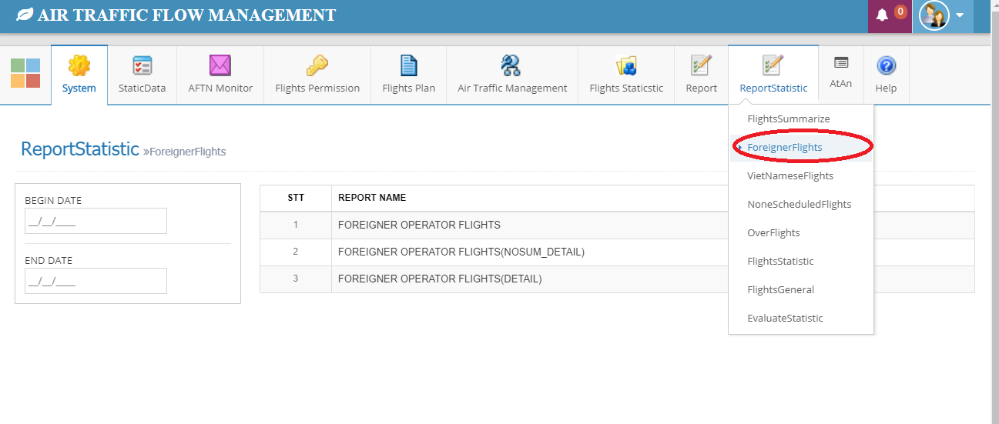 AIR TRAFFIC FLOW MANAGEMENT
0
System
StaticData
AFTN Monitor
Flights Permission
Flights Plan
Air Traffic Management
Flights Staticstic
Report
ReportStatistic
AtAn
Help
FlightsSummarize
ForeignerFlights
VietNameseFlights
NoneScheduledFlights
OverFlights
FlightsStatistic
FlightsGeneral
EvaluateStatistic
ReportStatistic »ForeignerFlights
BEGIN DATE
__/__/____
END DATE
__/__/____
STT REPORT NAME
1 FOREIGNER OPERATOR FLIGHTS
2 FOREIGNER OPERATOR FLIGHTS(NOSUM_DETAIL)
3 FOREIGNER OPERATOR FLIGHTS(DETAIL)